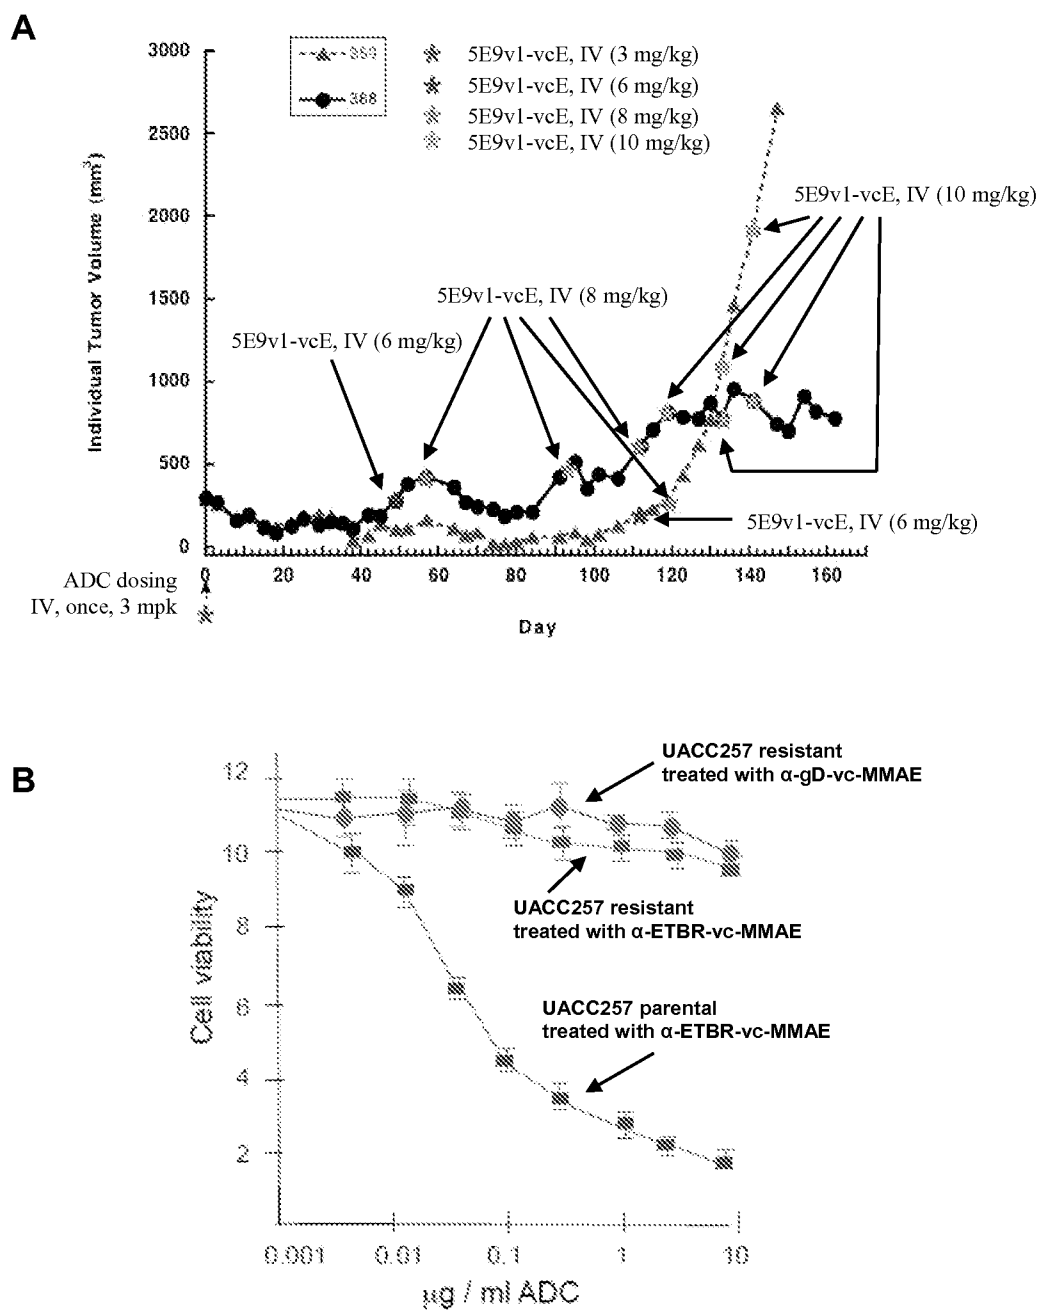 A
3000
2500
2000
1500
1000
500
0
Individual Tumor Volume (mm3)
388
5E9v1-vcE, IV (3 mg/kg)
5E9v1-vcE, IV (6 mg/kg)
5E9v1-vcE, IV (8 mg/kg)
5E9v1-vcE, IV (10 mg/kg)
5E9v1-vcE, IV (10 mg/kg)
5E9v1-vcE, IV (8 mg/kg)
5E9v1-vcE, IV (6 mg/kg)
5E9v1-vcE, IV (6 mg/kg)
0 20 40 60 80 100 120 140 160
ADC dosing
IV, once, 3 mpk
Day
B
12
10
8
6
4
2
Cell viability
UACC257 resistant
treated with α-gD-vc-MMAE
UACC257 resistant
treated with α-ETBR-vc-MMAE
UACC257 parental
treated with α-ETBR-vc-MMAE
0.001 0.01 0.1 1 10
μg / ml ADC